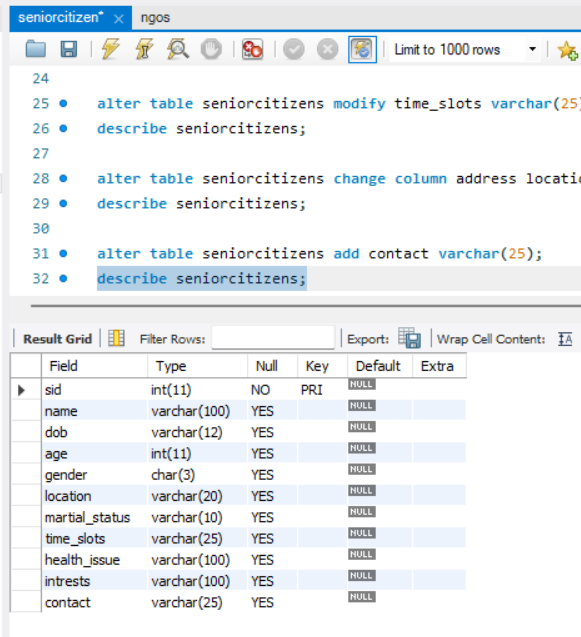 seniorcitizen* ngos
Limit to 1000 rows
24
25 alter table seniorcitizens modify time_slots varchar(25)
26 describe seniorcitizens;
27
28 alter table seniorcitizens change column address locatio
29 describe seniorcitizens;
30
31 alter table seniorcitizens add contact varchar(25);
32 describe seniorcitizens;
Result Grid Filter Rows: Export: Wrap Cell Content: IA
Field Type Null Key Default Extra
sid int(11) NO PRI NULL
name varchar(100) YES NULL
dob varchar(12) YES NULL
age int(11) YES NULL
gender char(3) YES NULL
location varchar(20) YES NULL
martial_status varchar(10) YES NULL
time_slots varchar(25) YES NULL
health_issue varchar(100) YES NULL
intrests varchar(100) YES NULL
contact varchar(25) YES NULL